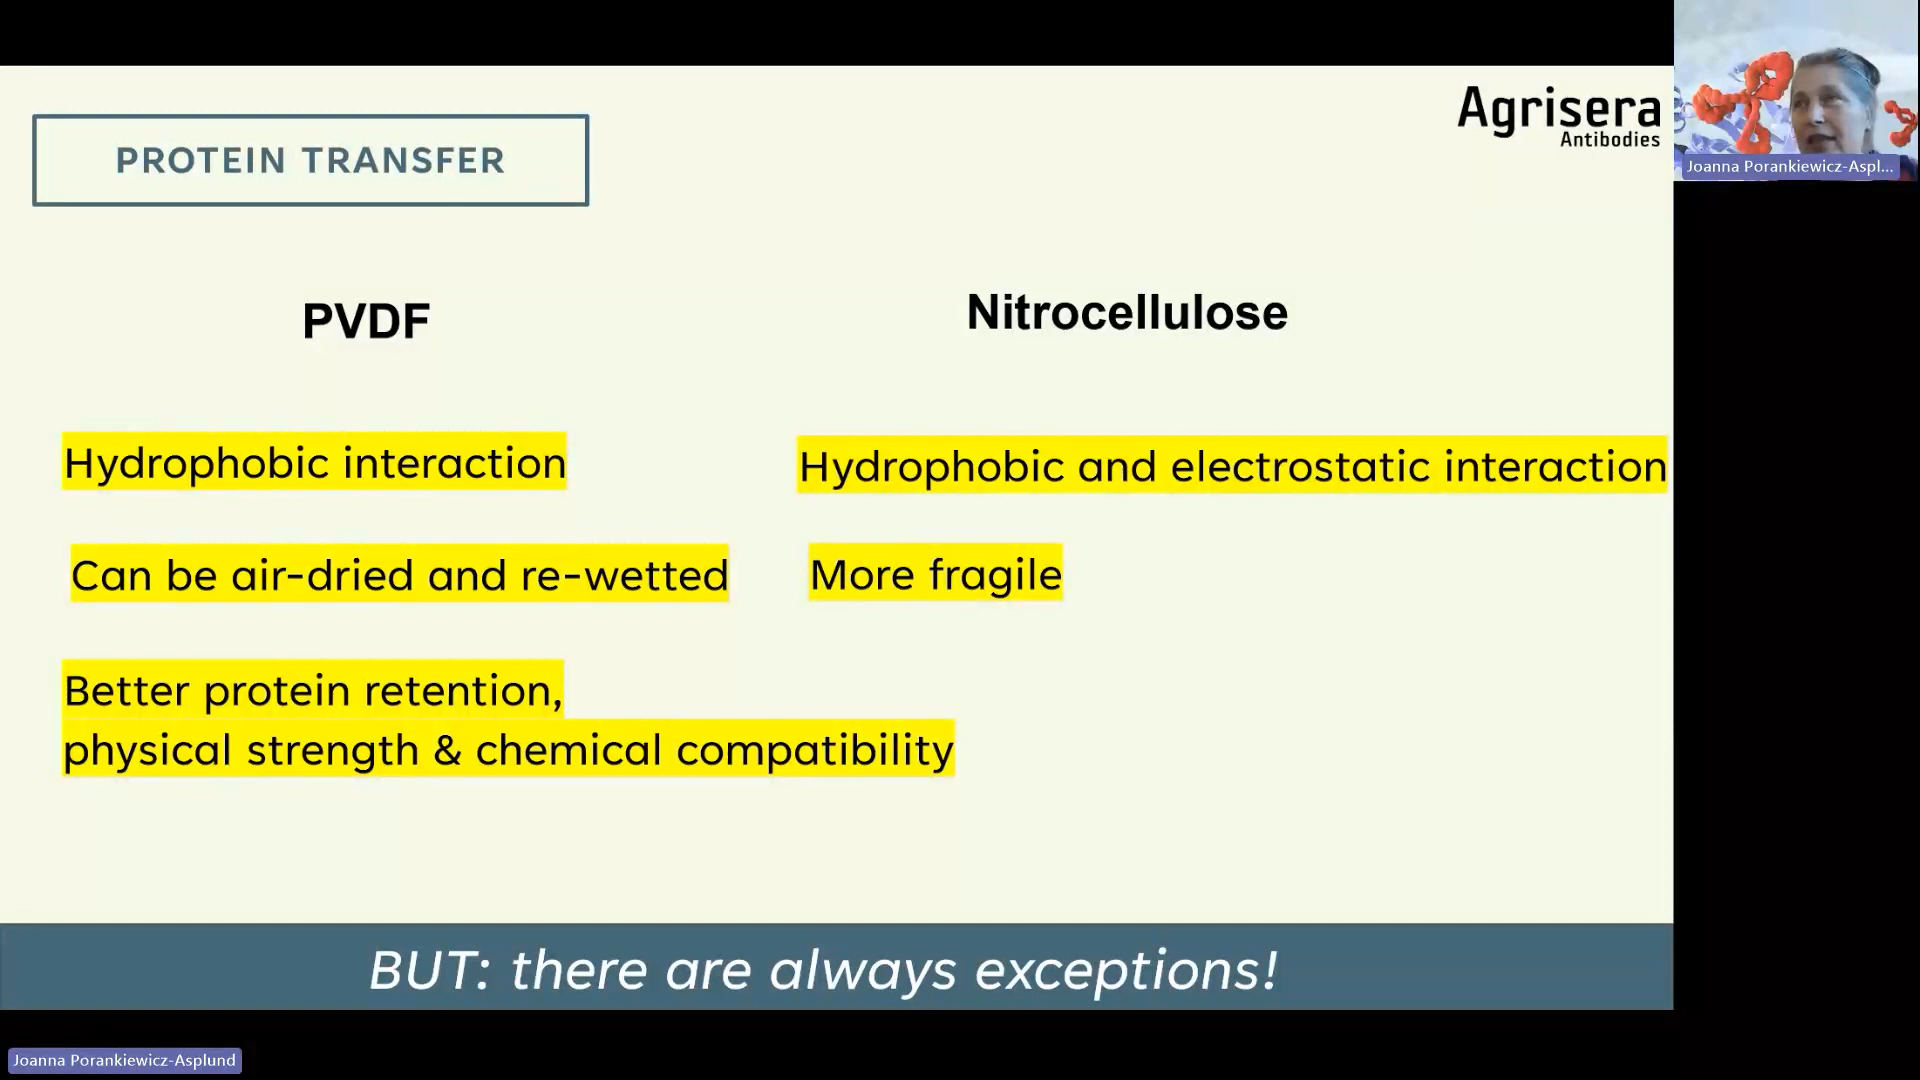 PROTEIN TRANSFER
Agrisera
Antibodies
Joanna Porankiewicz-Aspl...
PVDF
Nitrocellulose
Hydrophobic interaction
Hydrophobic and electrostatic interaction
Can be air-dried and re-wetted
More fragile
Better protein retention,
physical strength & chemical compatibility
BUT: there are always exceptions!
Joanna Porankiewicz-Asplund